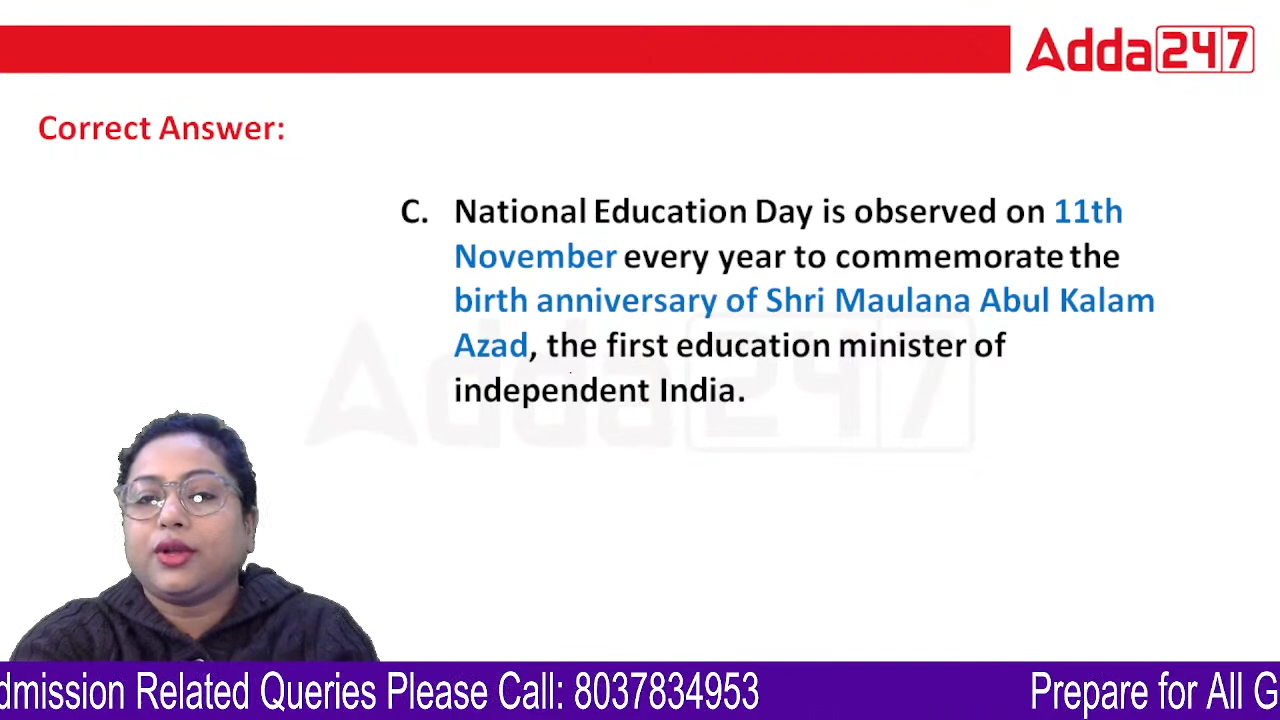 Adda247
Correct Answer:
C. National Education Day is observed on 11th
November every year to commemorate the
birth anniversary of Shri Maulana Abul Kalam
Azad, the first education minister of
independent India.
Adda247
dmission Related Queries Please Call: 8037834953 Prepare for All G